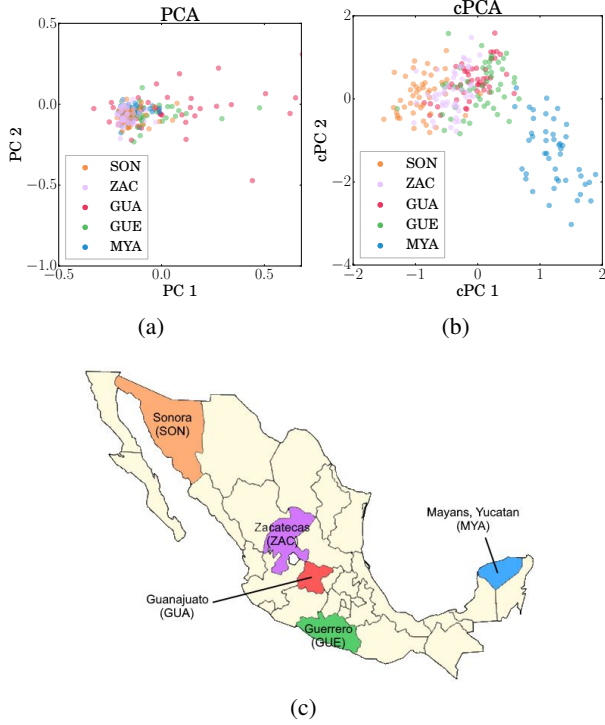 PCA
0.5
0.0
−0.5
−1.0
PC 2
SON
ZAC
GUA
GUE
MYA
−0.5
0.0
0.5
PC 1
(a)
cPCA
2
0
−2
−4
cPC 2
SON
ZAC
GUA
GUE
MYA
−2
−1
0
1
2
cPC 1
(b)
Sonora
(SON)
Zacatecas
(ZAC)
Mayans, Yucatan
(MYA)
Guanajuato
(GUA)
Guerrero
(GUE)
(c)